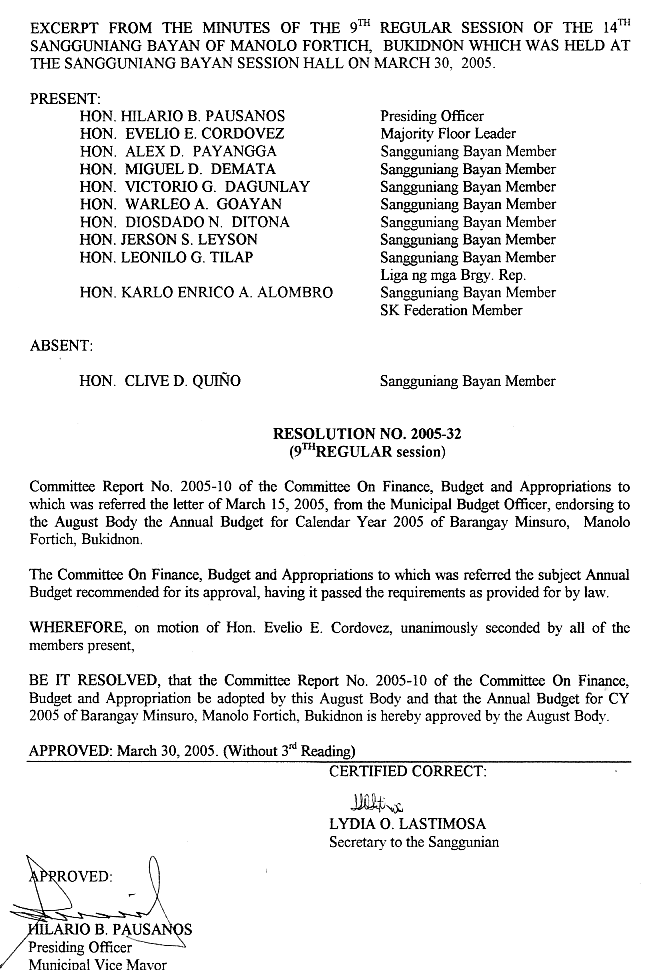 EXCERPT FROM THE MINUTES OF THE 9TH REGULAR SESSION OF THE 14TH
SANGGUNIANG BAYAN OF MANOLO FORTICH, BUKIDNON WHICH WAS HELD AT
THE SANGGUNIANG BAYAN SESSION HALL ON MARCH 30, 2005.
PRESENT:
HON. HILARIO B. PAUSANOS Presiding Officer
HON. EVELIO E. CORDOVEZ Majority Floor Leader
HON. ALEX D. PAYANGGA Sangguniang Bayan Member
HON. MIGUEL D. DEMATA Sangguniang Bayan Member
HON. VICTORIO G. DAGUNLAY Sangguniang Bayan Member
HON. WARLEO A. GOAYAN Sangguniang Bayan Member
HON. DIOSDADO N. DITONA Sangguniang Bayan Member
HON. JERSON S. LEYSON Sangguniang Bayan Member
HON. LEONILO G. TILAP Sangguniang Bayan Member
Liga ng mga Brgy. Rep.
HON. KARLO ENRICO A. ALOMBRO Sangguniang Bayan Member
SK Federation Member
ABSENT:
HON. CLIVE D. QUIÑO Sangguniang Bayan Member
RESOLUTION NO. 2005-32
(9THREGULAR session)
Committee Report No. 2005-10 of the Committee On Finance, Budget and Appropriations to
which was referred the letter of March 15, 2005, from the Municipal Budget Officer, endorsing to
the August Body the Annual Budget for Calendar Year 2005 of Barangay Minsuro, Manolo
Fortich, Bukidnon.
The Committee On Finance, Budget and Appropriations to which was referred the subject Annual
Budget recommended for its approval, having it passed the requirements as provided for by law.
WHEREFORE, on motion of Hon. Evelio E. Cordovez, unanimously seconded by all of the
members present,
BE IT RESOLVED, that the Committee Report No. 2005-10 of the Committee On Finance,
Budget and Appropriation be adopted by this August Body and that the Annual Budget for CY
2005 of Barangay Minsuro, Manolo Fortich, Bukidnon is hereby approved by the August Body.
APPROVED: March 30, 2005. (Without 3rd Reading)
CERTIFIED CORRECT:
LYDIA O. LASTIMOSA
Secretary to the Sanggunian
APPROVED:
HILARIO B. PAUSANOS
Presiding Officer
Municipal Vice Mayor